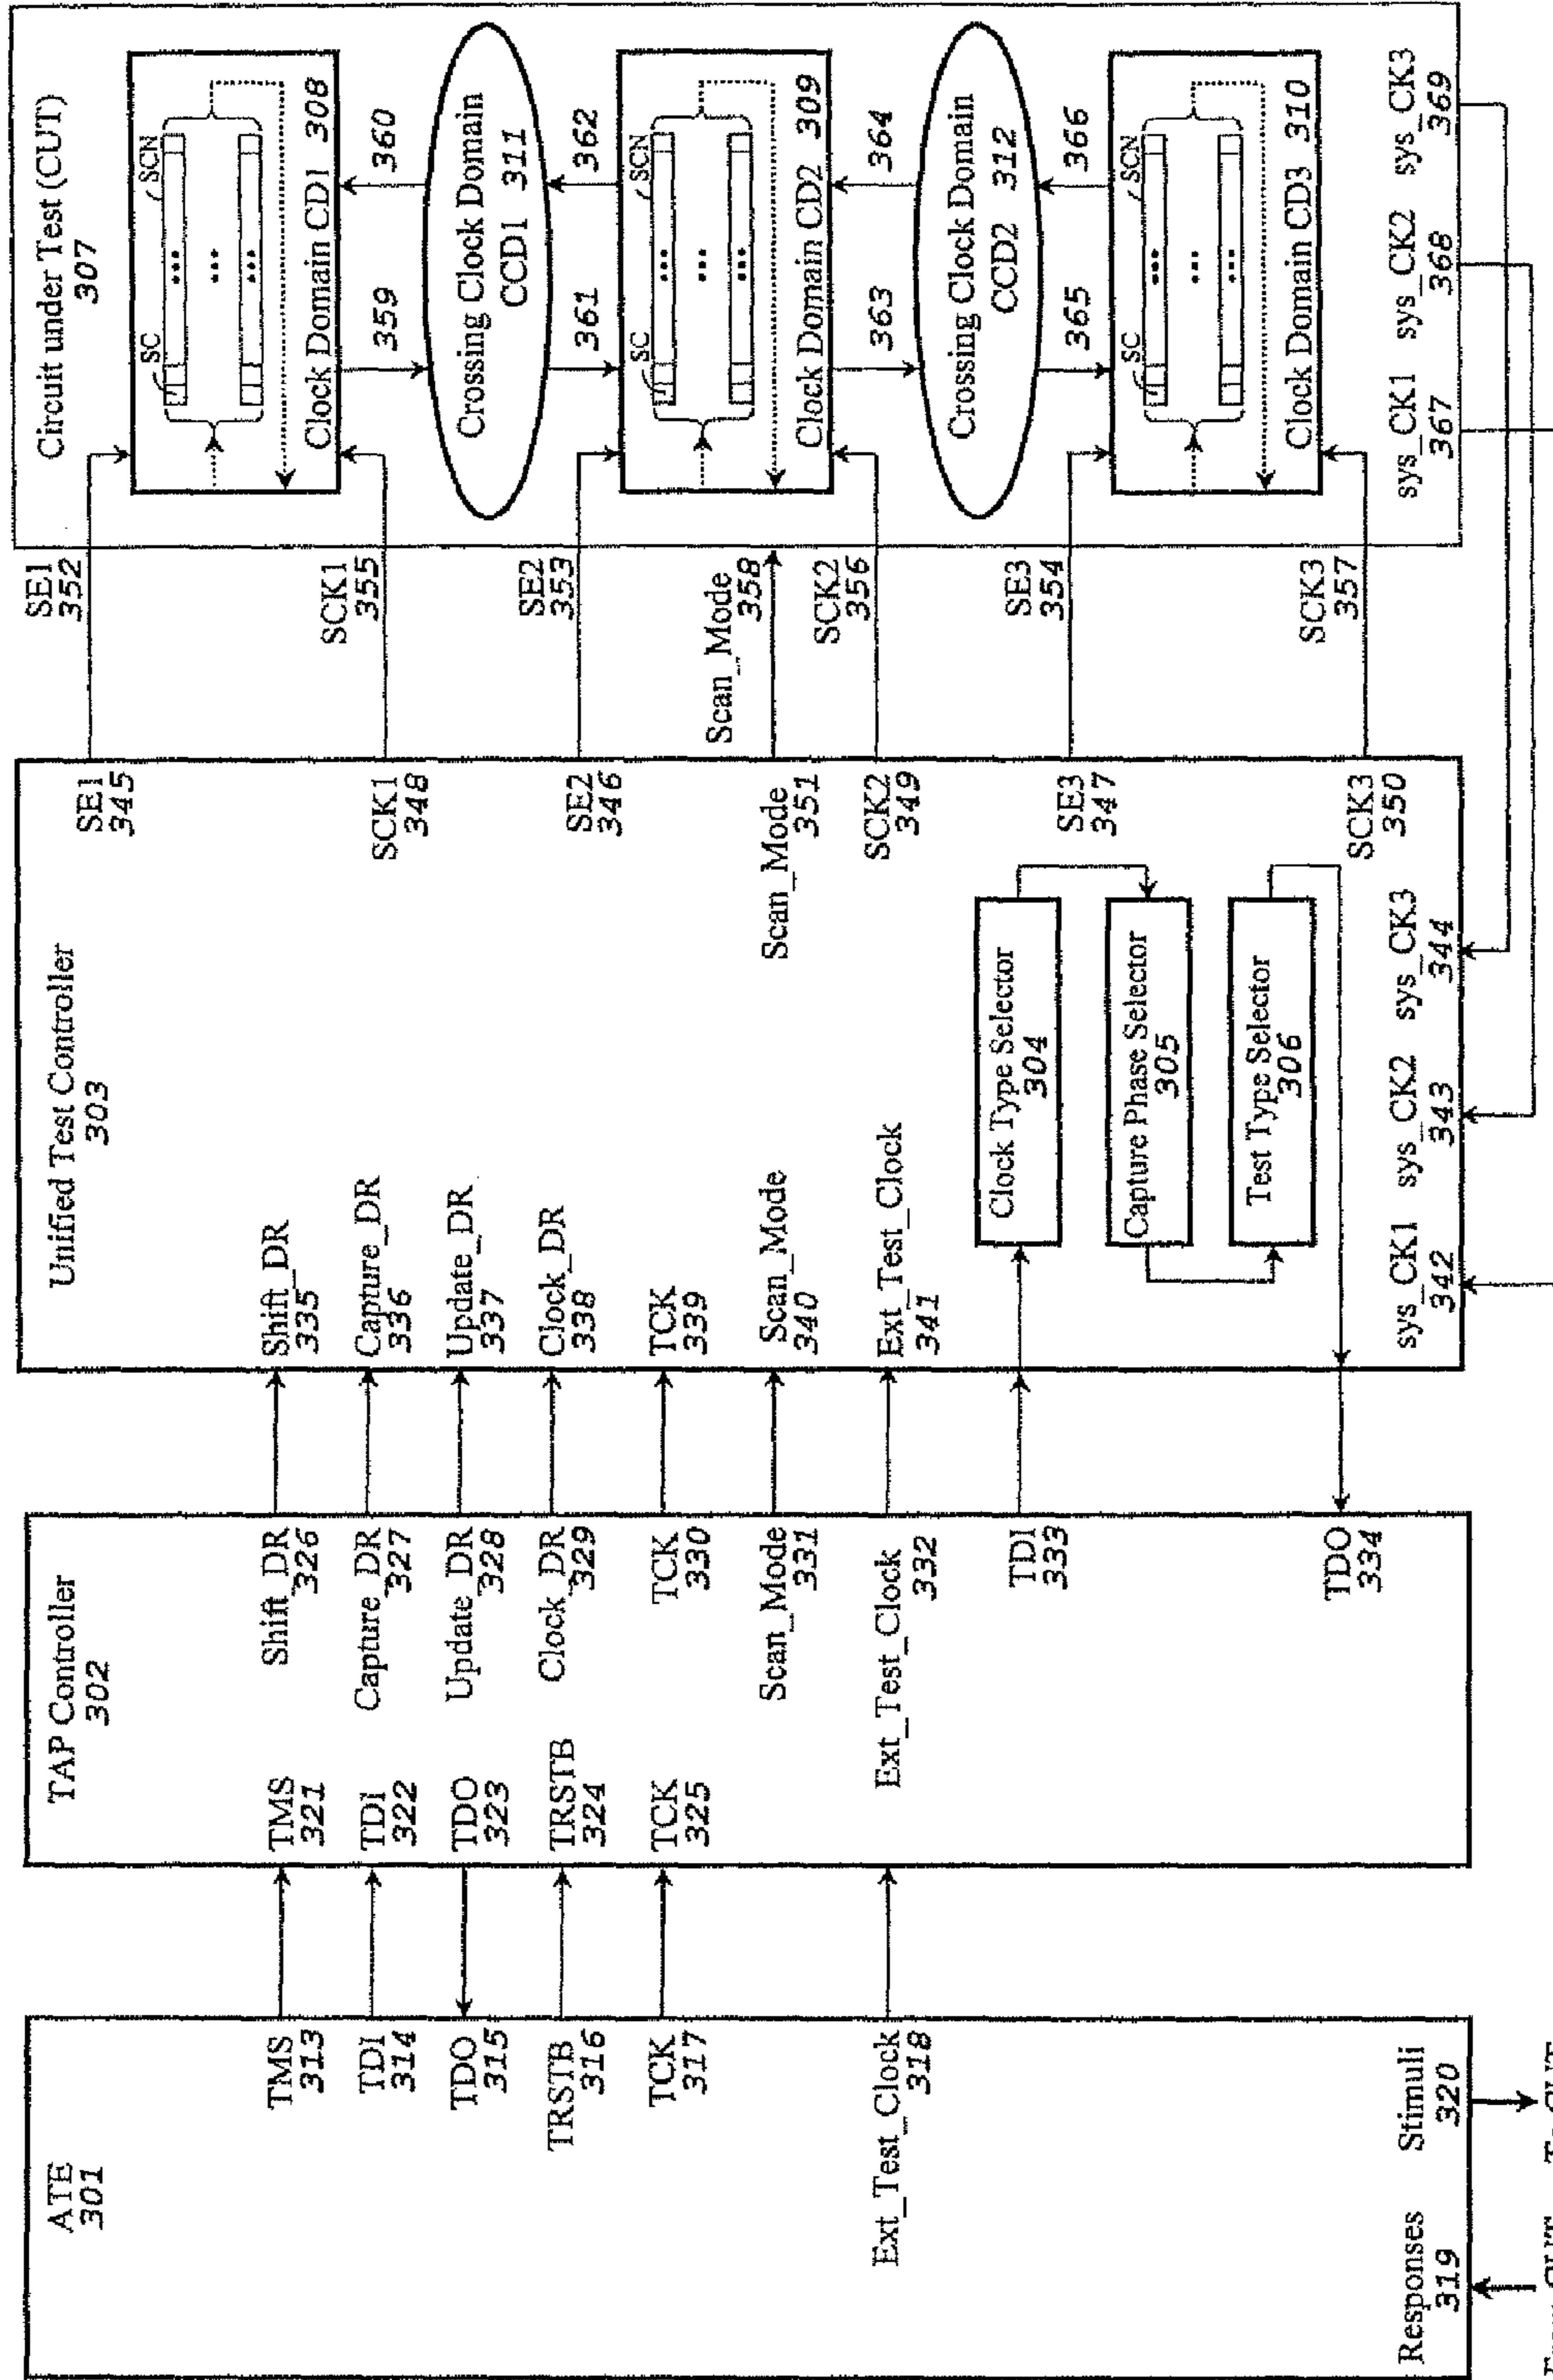 ATE
301
TMS
313
TDI
314
TDO
315
TRSTB
316
TCK
317
Ext_Test_Clock
318
Responses
319
Stimuli
320
TAP Controller
302
TMS
321
TDI
322
TDO
323
TRSTB
324
TCK
325
Shift_DR
326
Capture_DR
327
Update_DR
328
Clock_DR
329
TCK
330
Scan_Mode
331
Ext_Test_Clock
332
TDI
333
TDO
334
Unified Test Controller
303
Shift_DR
335
Capture_DR
336
Update_DR
337
Clock_DR
338
TCK
339
Scan_Mode
340
Ext_Test_Clock
341
Clock Type Selector
304
Capture Phase Selector
305
Test Type Selector
306
sys_CK1
342
sys_CK2
343
sys_CK3
344
SE1
345
SCK1
348
SE2
346
Scan_Mode
351
SCK2
349
SE3
347
SCK3
350
SE1
352
SCK1
355
SE2
353
Scan_Mode
358
SCK2
356
SE3
354
SCK3
357
Circuit under Test (CUT)
307
SC
SCN
Clock Domain CD1 308
359
360
Crossing Clock Domain
CCD1 311
361
362
SC
SCN
Clock Domain CD2 309
363
364
Crossing Clock Domain
CCD2 312
365
366
SC
SCN
Clock Domain CD3 310
sys_CK1
367
sys_CK2
368
sys_CK3
369